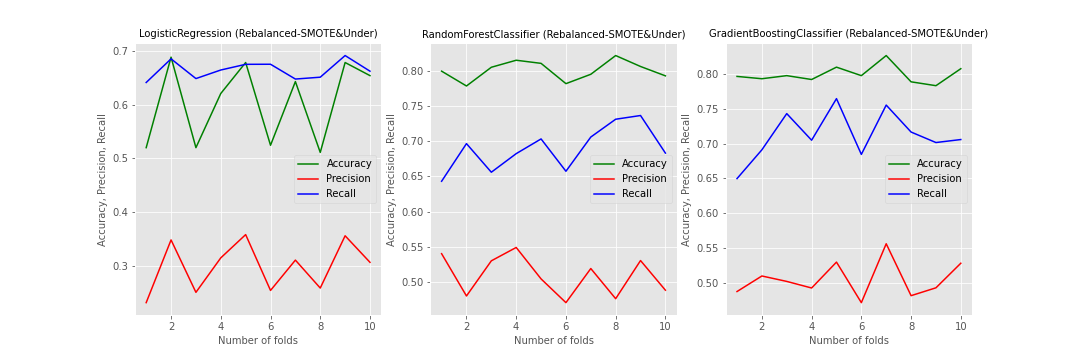 LogisticRegression (Rebalanced-SMOTE&Under)
Accuracy, Precision, Recall
0.7
0.6
0.5
0.4
0.3
Accuracy
Precision
Recall
2
4
6
8
10
Number of folds
RandomForestClassifier (Rebalanced-SMOTE&Under)
Accuracy, Precision, Recall
0.80
0.75
0.70
0.65
0.60
0.55
0.50
Accuracy
Precision
Recall
2
4
6
8
10
Number of folds
GradientBoostingClassifier (Rebalanced-SMOTE&Under)
Accuracy, Precision, Recall
0.80
0.75
0.70
0.65
0.60
0.55
0.50
Accuracy
Precision
Recall
2
4
6
8
10
Number of folds